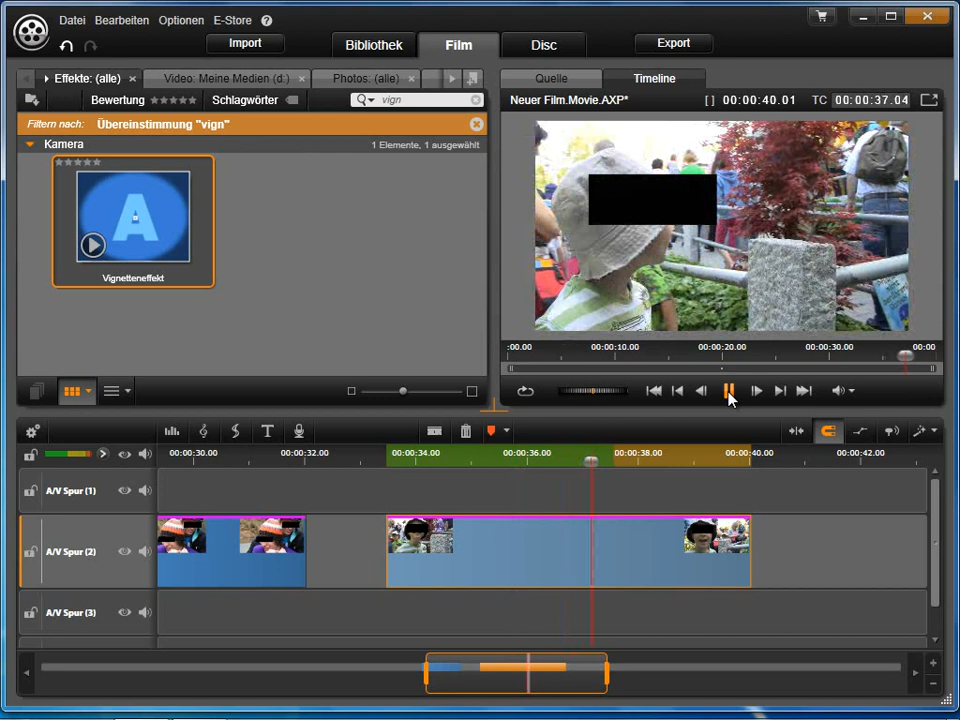 Datei Bearbeiten Optionen E-Store ?
Import Bibliothek Film Disc Export
Effekte: (alle) × Video: Meine Medien (d:) × Photos: (alle) ×
Quelle Timeline
Bewertung Schlagwörter vign
Neuer Film.Movie.AXP* [ ] 00:00:40.01 TC 00:00:37.04
Filtern nach: Übereinstimmung "vign"
Kamera 1 Elemente, 1 ausgewählt
A
Vignetteneffekt
:00.00 00:00:10.00 00:00:20.00 00:00:30.00 00:00
00:00:30.00 00:00:32.00 00:00:34.00 00:00:36.00 00:00:38.00 00:00:40.00 00:00:42.00
A/V Spur (1)
A/V Spur (2)
A/V Spur (3)